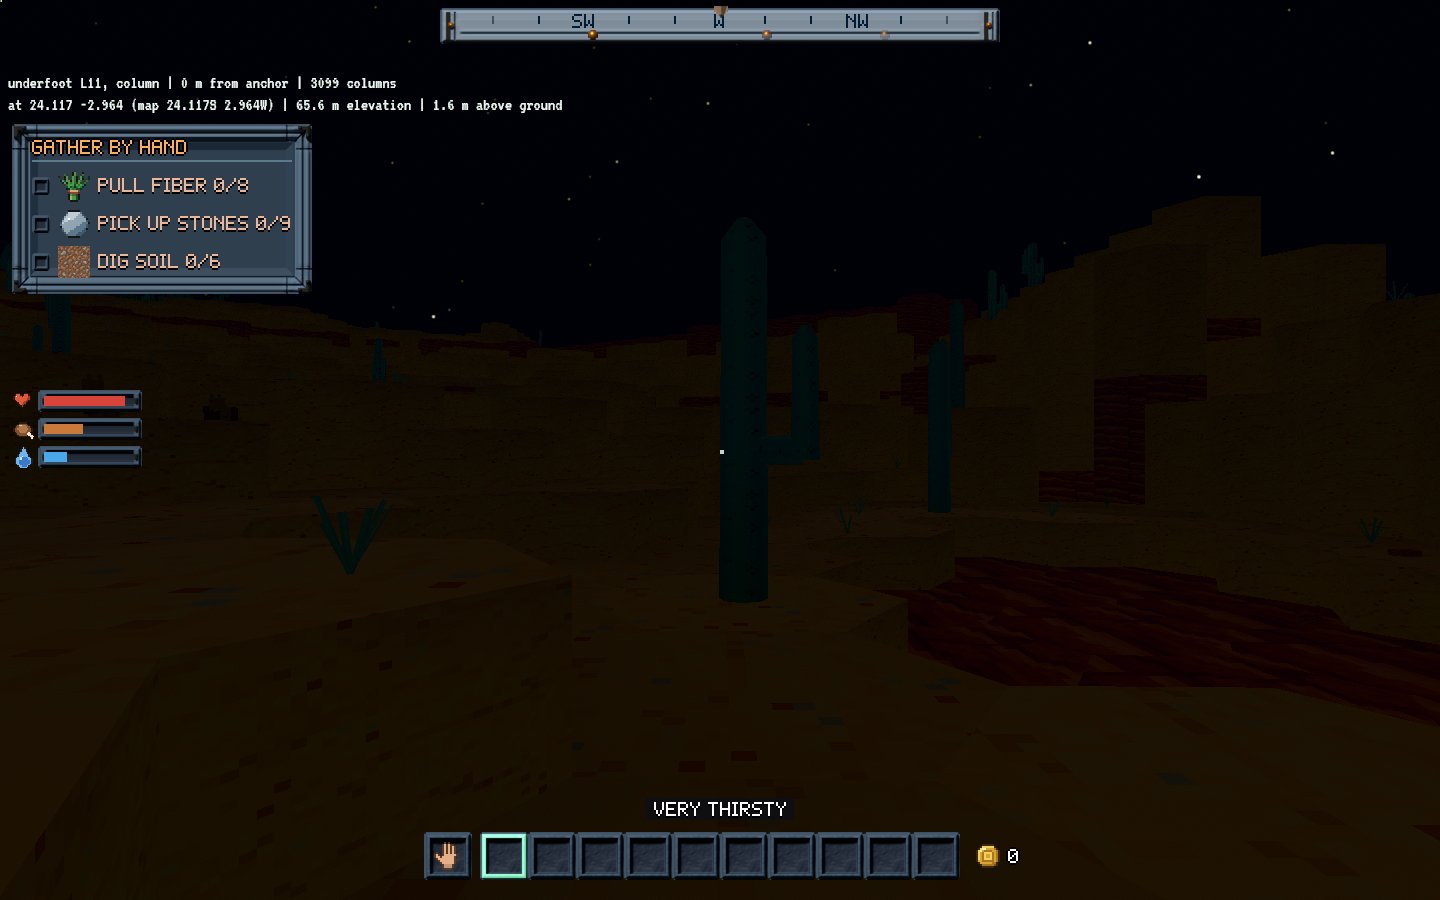 SW W NW
underfoot L11, column | 0 m from anchor | 3099 columns
at 24.117 -2.964 (map 24.117S 2.964W) | 65.6 m elevation | 1.6 m above ground
GATHER BY HAND
PULL FIBER 0/8
PICK UP STONES 0/9
DIG SOIL 0/6
VERY THIRSTY
0